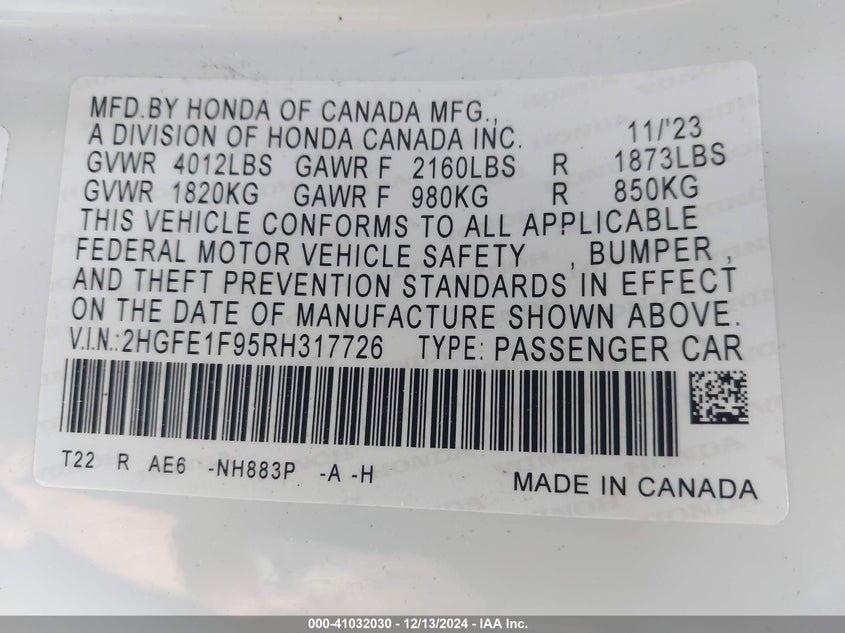 MFD.BY HONDA OF CANADA MFG.,
A DIVISION OF HONDA CANADA INC. 11/'23
GVWR 4012LBS GAWR F 2160LBS R 1873LBS
GVWR 1820KG GAWR F 980KG R 850KG
THIS VEHICLE CONFORMS TO ALL APPLICABLE
FEDERAL MOTOR VEHICLE SAFETY , BUMPER ,
AND THEFT PREVENTION STANDARDS IN EFFECT
ON THE DATE OF MANUFACTURE SHOWN ABOVE.
V.I.N.:2HGFE1F95RH317726 TYPE: PASSENGER CAR
T22 R AE6 -NH883P -A -H
MADE IN CANADA
000-41032030 - 12/13/2024 - IAA Inc.